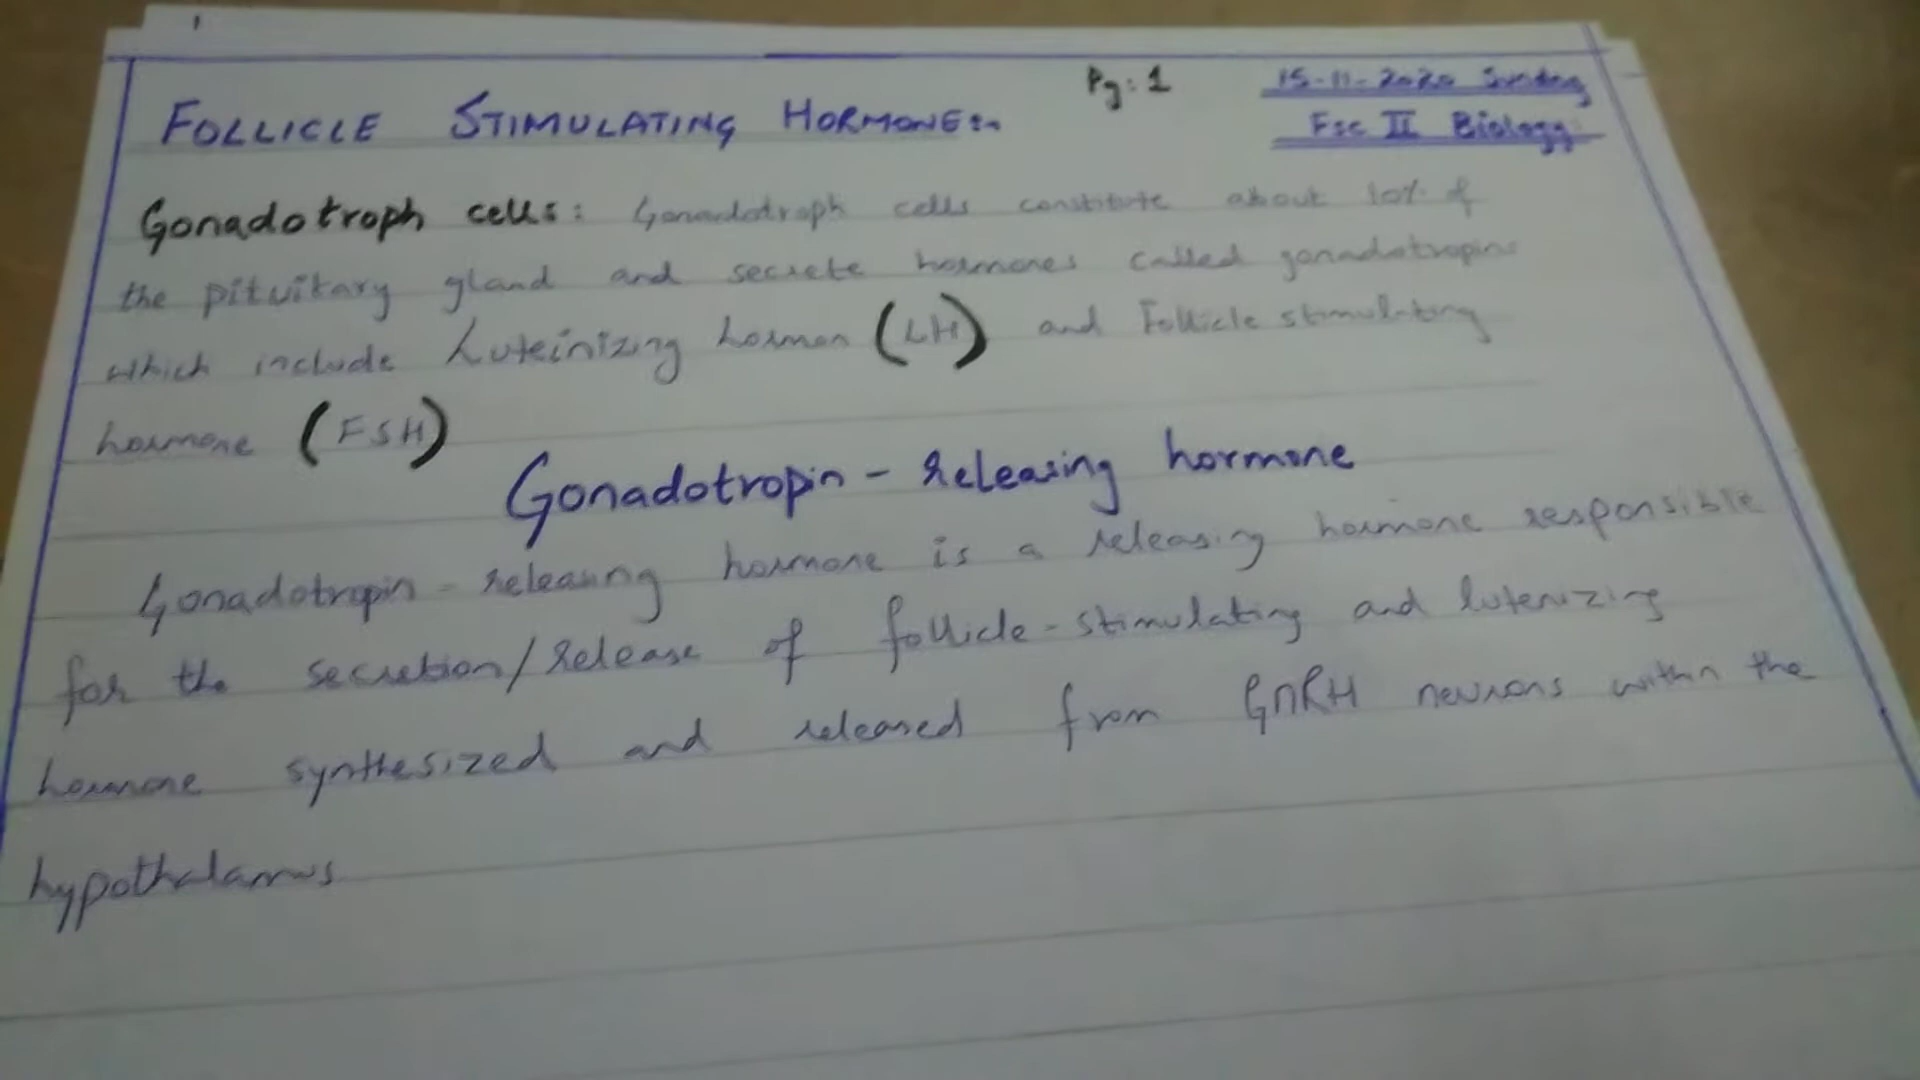 Pg: 1
15-11-2020 Sunday
FSC II Biology
FOLLICLE STIMULATING HORMONE:-
Gonadotroph cells: Gonadotroph cells constitute about 10% of
the pituitary gland and secrete hormones called gonadotropins
which include Luteinizing hormon (LH) and Follicle stimulating
hormone (FSH)
Gonadotropin - releasing hormone
Gonadotropin - releasing hormone is a releasing hormone responsible
for the secretion/release of follicle-stimulating and lutenizing
hormone synthesized and released from GnRH neurons within the
hypothalamus